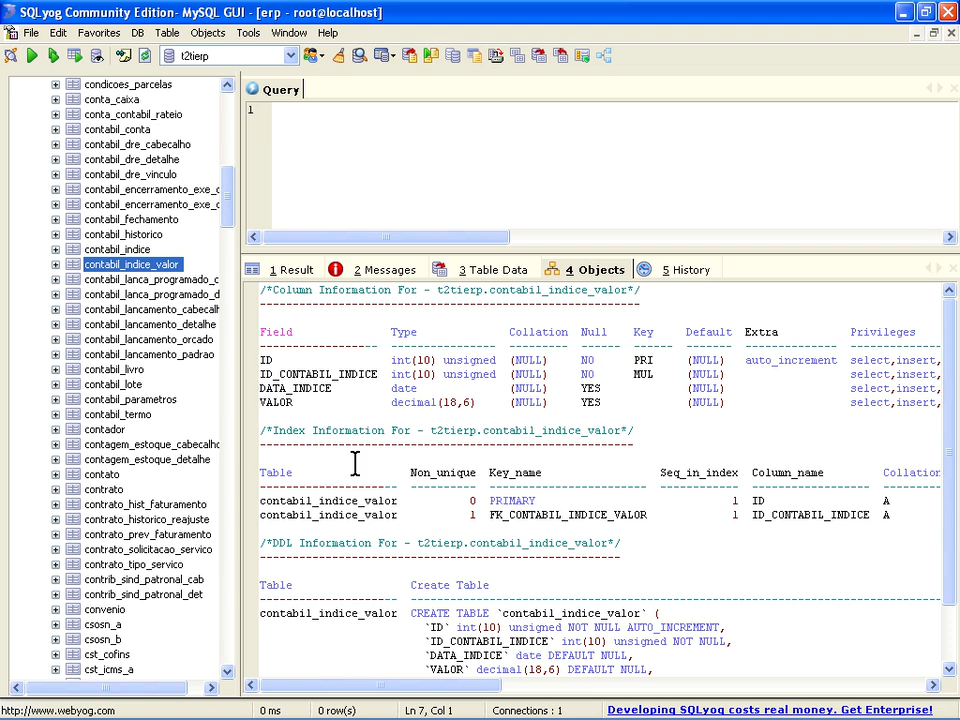 SQLyog Community Edition- MySQL GUI - [erp - root@localhost]
File Edit Favorites DB Table Objects Tools Window Help
t2tierp
condicoes_parcelas
conta_caixa
conta_contabil_rateio
contabil_conta
contabil_dre_cabecalho
contabil_dre_detalhe
contabil_dre_vinculo
contabil_encerramento_exe_c
contabil_encerramento_exe_c
contabil_fechamento
contabil_historico
contabil_indice
contabil_indice_valor
contabil_lanca_programado_c
contabil_lanca_programado_d
contabil_lancamento_cabecalh
contabil_lancamento_detalhe
contabil_lancamento_orcado
contabil_lancamento_padrao
contabil_livro
contabil_lote
contabil_parametros
contabil_termo
contador
contagem_estoque_cabecalho
contagem_estoque_detalhe
contato
contrato
contrato_hist_faturamento
contrato_historico_reajuste
contrato_prev_faturamento
contrato_solicitacao_servico
contrato_tipo_servico
contrib_sind_patronal_cab
contrib_sind_patronal_det
convenio
csosn_a
csosn_b
cst_cofins
cst_icms_a
Query
1
1 Result 2 Messages 3 Table Data 4 Objects 5 History
/*Column Information For - t2tierp.contabil_indice_valor*/
Field Type Collation Null Key Default Extra Privileges
ID int(10) unsigned (NULL) NO PRI (NULL) auto_increment select,insert,
ID_CONTABIL_INDICE int(10) unsigned (NULL) NO MUL (NULL) select,insert,
DATA_INDICE date (NULL) YES (NULL) select,insert,
VALOR decimal(18,6) (NULL) YES (NULL) select,insert,
/*Index Information For - t2tierp.contabil_indice_valor*/
Table Non_unique Key_name Seq_in_index Column_name Collation
contabil_indice_valor 0 PRIMARY 1 ID A
contabil_indice_valor 1 FK_CONTABIL_INDICE_VALOR 1 ID_CONTABIL_INDICE A
/*DDL Information For - t2tierp.contabil_indice_valor*/
Table Create Table
contabil_indice_valor CREATE TABLE `contabil_indice_valor` (
`ID` int(10) unsigned NOT NULL AUTO_INCREMENT,
`ID_CONTABIL_INDICE` int(10) unsigned NOT NULL,
`DATA_INDICE` date DEFAULT NULL,
`VALOR` decimal(18,6) DEFAULT NULL,
http://www.webyog.com 0 ms 0 row(s) Ln 7, Col 1 Connections : 1 Developing SQLyog costs real money. Get Enterprise!